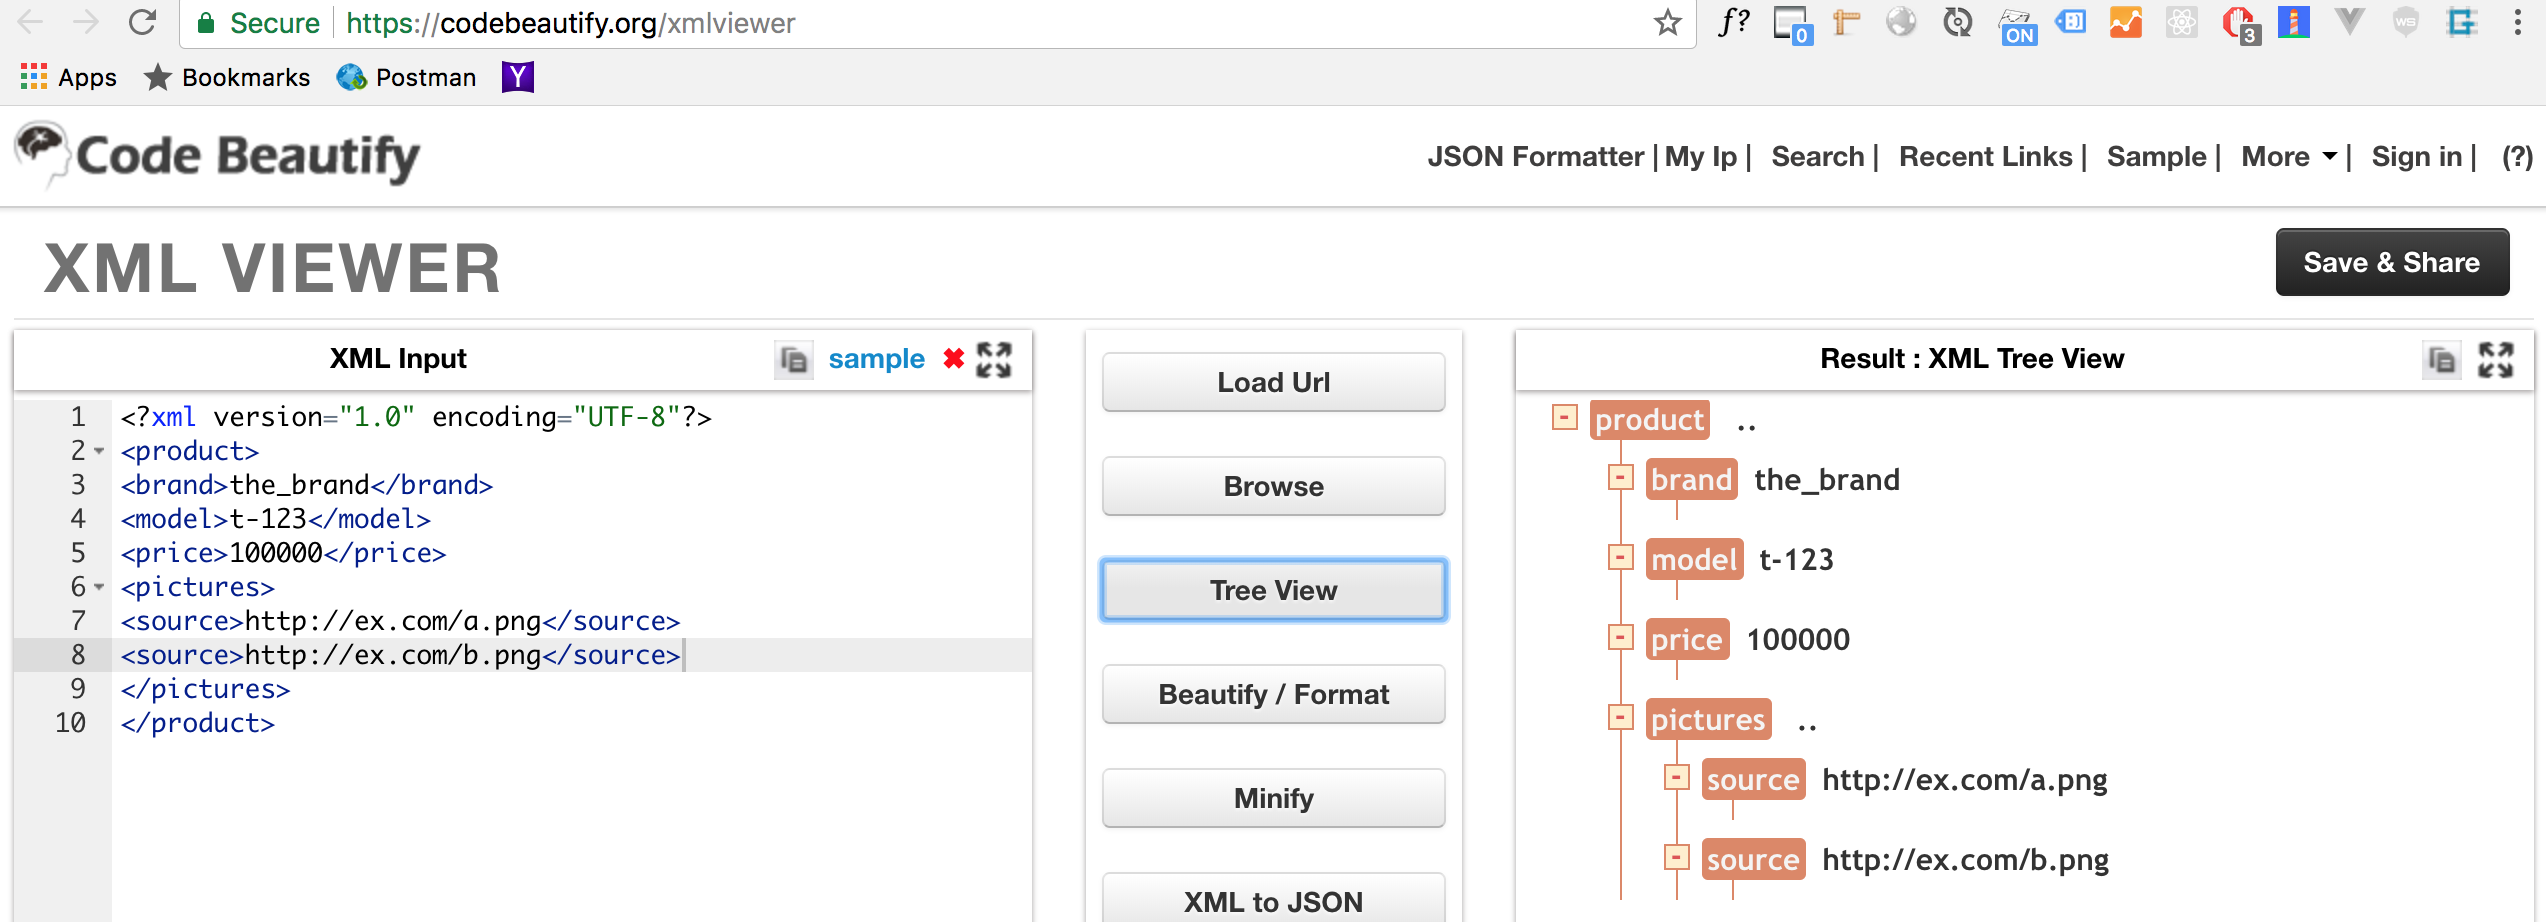 Secure https://codebeautify.org/xmlviewer f? 0 ON 3 WS
Apps Bookmarks Postman Y
Code Beautify JSON Formatter | My Ip | Search | Recent Links | Sample | More | Sign in | (?)
XML VIEWER Save & Share
XML Input sample
1 <?xml version="1.0" encoding="UTF-8"?>
2 <product>
3 <brand>the_brand</brand>
4 <model>t-123</model>
5 <price>100000</price>
6 <pictures>
7 <source>http://ex.com/a.png</source>
8 <source>http://ex.com/b.png</source>
9 </pictures>
10 </product>
Load Url
Browse
Tree View
Beautify / Format
Minify
XML to JSON
Result : XML Tree View
- product ..
- brand the_brand
- model t-123
- price 100000
- pictures ..
- source http://ex.com/a.png
- source http://ex.com/b.png